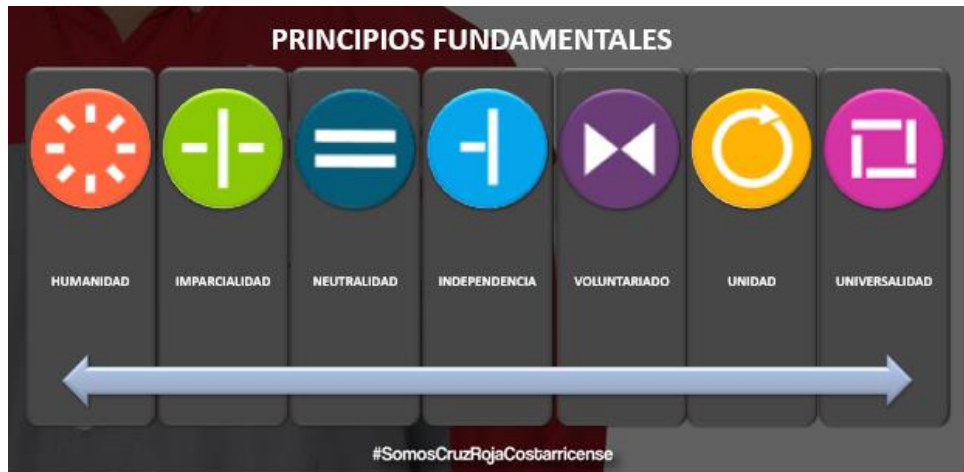 PRINCIPIOS FUNDAMENTALES
HUMANIDAD
IMPARCIALIDAD
NEUTRALIDAD
INDEPENDENCIA
VOLUNTARIADO
UNIDAD
UNIVERSALIDAD
#SomosCruzRojaCostarricense